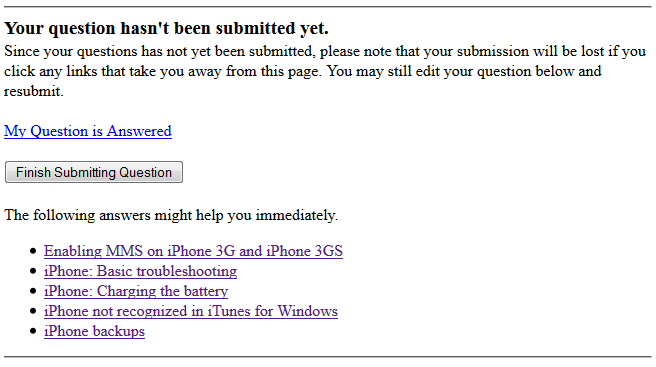 Your question hasn't been submitted yet.
Since your questions has not yet been submitted, please note that your submission will be lost if you
click any links that take you away from this page. You may still edit your question below and
resubmit.
My Question is Answered
Finish Submitting Question
The following answers might help you immediately.
Enabling MMS on iPhone 3G and iPhone 3GS
iPhone: Basic troubleshooting
iPhone: Charging the battery
iPhone not recognized in iTunes for Windows
iPhone backups